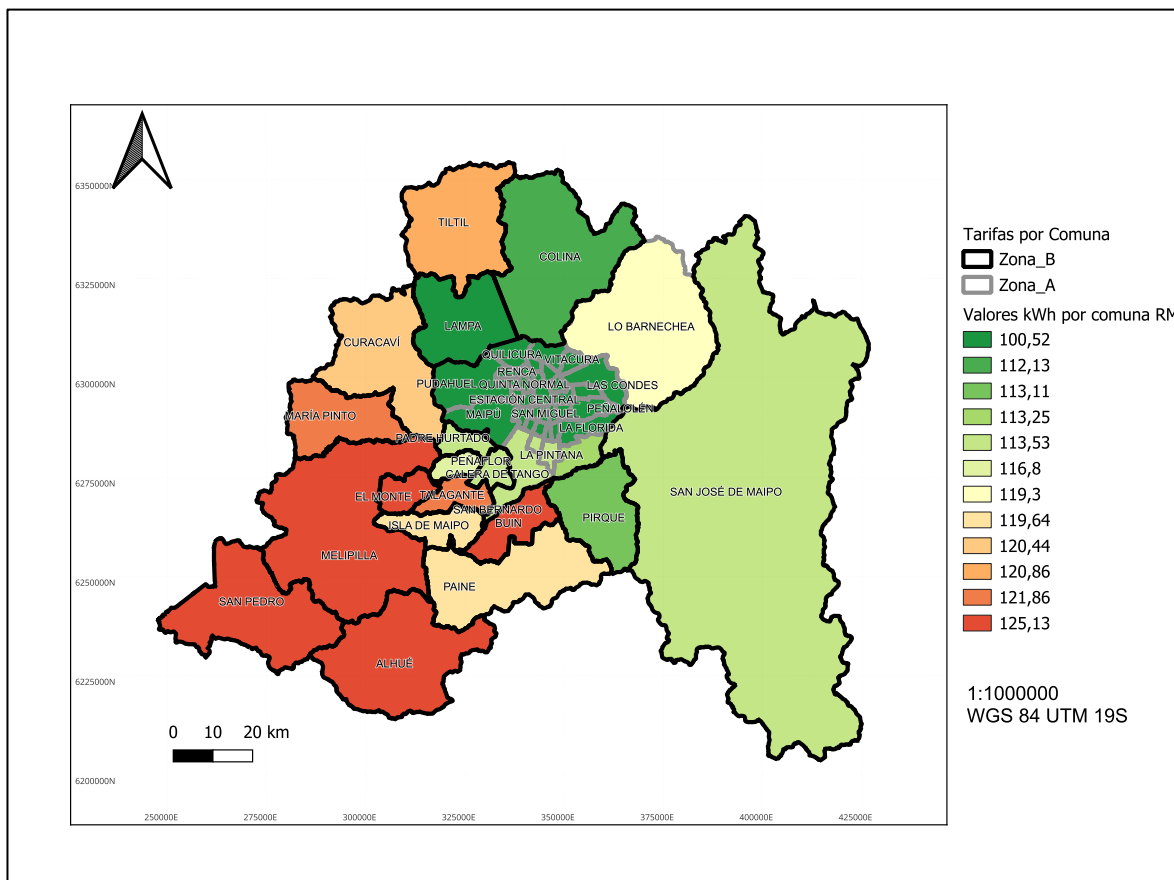 6350000N
6325000N
6300000N
6275000N
6250000N
6225000N
6200000N
250000E
275000E
300000E
325000E
350000E
375000E
400000E
425000E
TILTIL
COLINA
LAMPA
LO BARNECHEA
CURACAVÍ
QUILICURA
VITACURA
RENCA
PUDAHUEL
QUINTA NORMAL
LAS CONDES
ESTACIÓN CENTRAL
PEÑALOLÉN
MAIPÚ
SAN MIGUEL
MARÍA PINTO
LA FLORIDA
PADRE HURTADO
LA PINTANA
PEÑAFLOR
CALERA DE TANGO
SAN JOSÉ DE MAIPO
EL MONTE
TALAGANTE
SAN BERNARDO
BUIN
PIRQUE
ISLA DE MAIPO
MELIPILLA
PAINE
SAN PEDRO
ALHUÉ
0 10 20 km
Tarifas por Comuna
Zona_B
Zona_A
Valores kWh por comuna RM
100,52
112,13
113,11
113,25
113,53
116,8
119,3
119,64
120,44
120,86
121,86
125,13
1:1000000
WGS 84 UTM 19S